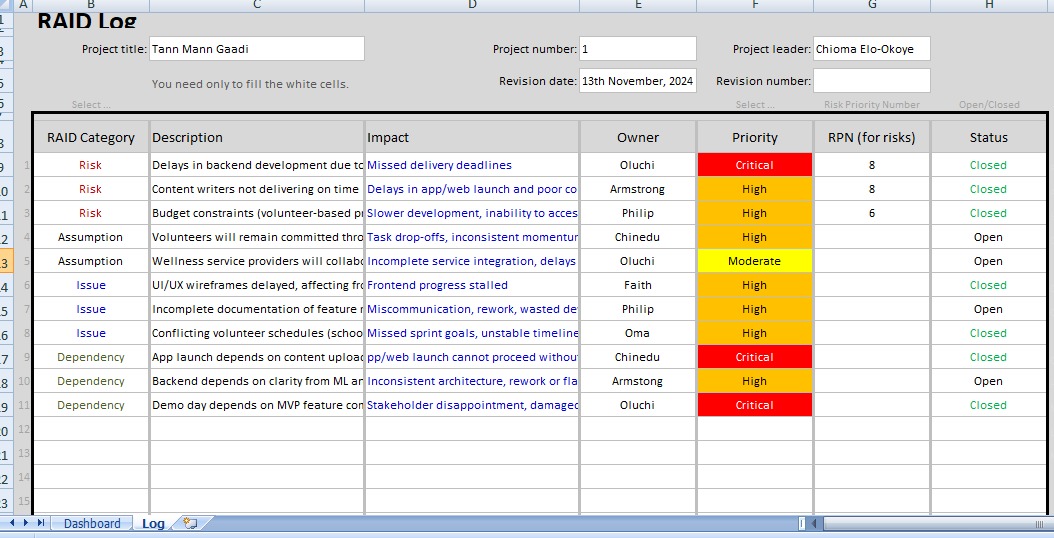 B C D E F G H
RAID Log
Project title: Tann Mann Gaadi Project number: 1 Project leader: Chioma Elo-Okoye
You need only to fill the white cells. Revision date: 13th November, 2024 Revision number:
Select ... Select ... Risk Priority Number Open/Closed
RAID Category Description Impact Owner Priority RPN (for risks) Status
1 Risk Delays in backend development due to Missed delivery deadlines Oluchi Critical 8 Closed
2 Risk Content writers not delivering on time Delays in app/web launch and poor co Armstrong High 8 Closed
3 Risk Budget constraints (volunteer-based p Slower development, inability to acces Philip High 6 Closed
4 Assumption Volunteers will remain committed thro Task drop-offs, inconsistent momentu Chinedu High Open
5 Assumption Wellness service providers will collabo Incomplete service integration, delays Oluchi Moderate Open
6 Issue UI/UX wireframes delayed, affecting fro Frontend progress stalled Faith High Closed
7 Issue Incomplete documentation of feature r Miscommunication, rework, wasted de Philip High Open
8 Issue Conflicting volunteer schedules (schoo Missed sprint goals, unstable timeline Oma High Closed
9 Dependency App launch depends on content uploa pp/web launch cannot proceed withou Chinedu Critical Closed
10 Dependency Backend depends on clarity from ML an Inconsistent architecture, rework or fla Armstong High Open
11 Dependency Demo day depends on MVP feature con Stakeholder disappointment, damaged Oluchi Critical Closed
12
13
14
15
Dashboard Log